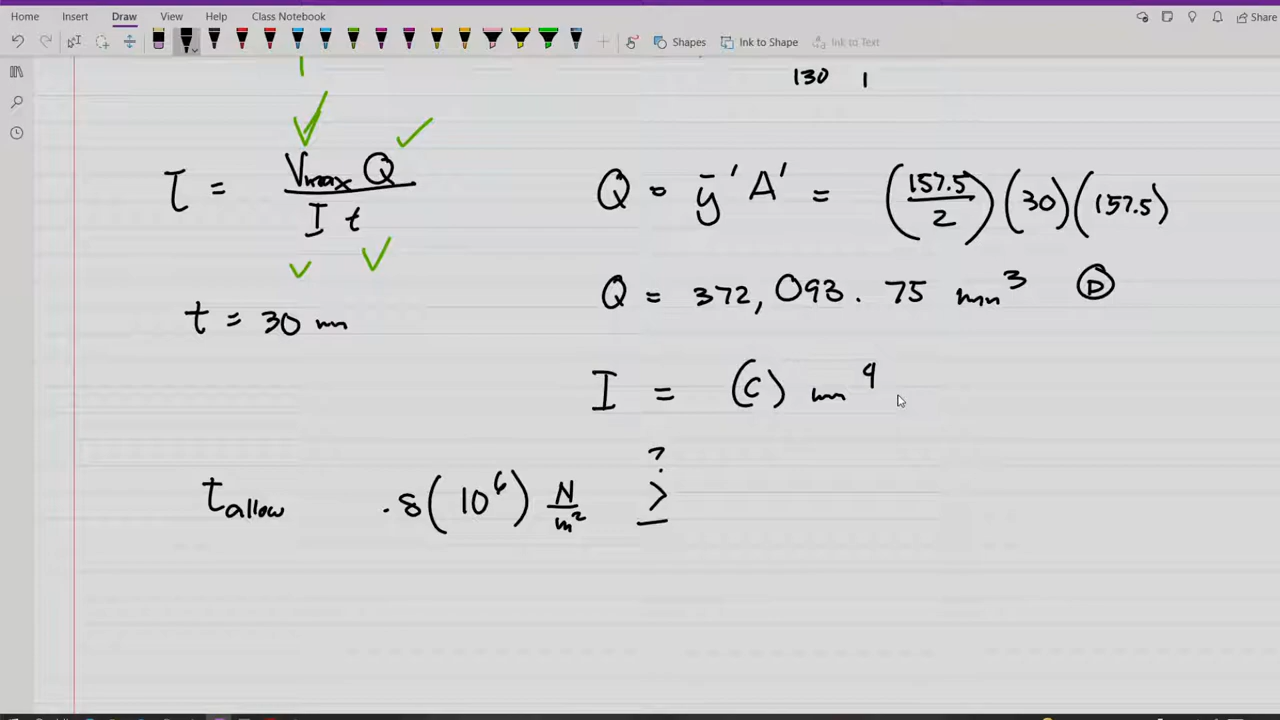 Home Insert Draw View Help Class Notebook Share
Shapes Ink to Shape Ink to Text
130 1
τ = Vmax Q / I t
Q = ȳ' A' = (157.5 / 2) (30) (157.5)
Q = 372,093.75 mm³ Ⓓ
t = 30 mm
I = (C) mm⁴
?
τallow .8 (10⁶) N/m² ≥